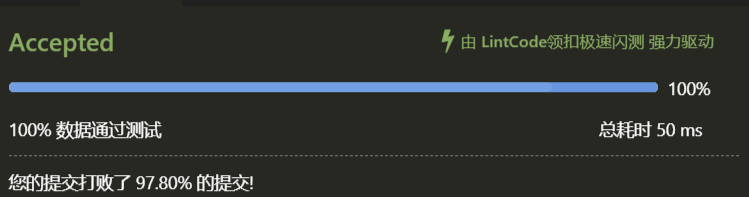 Accepted
由 LintCode领扣极速闪测 强力驱动
100%
100% 数据通过测试
总耗时 50 ms
您的提交打败了 97.80% 的提交!